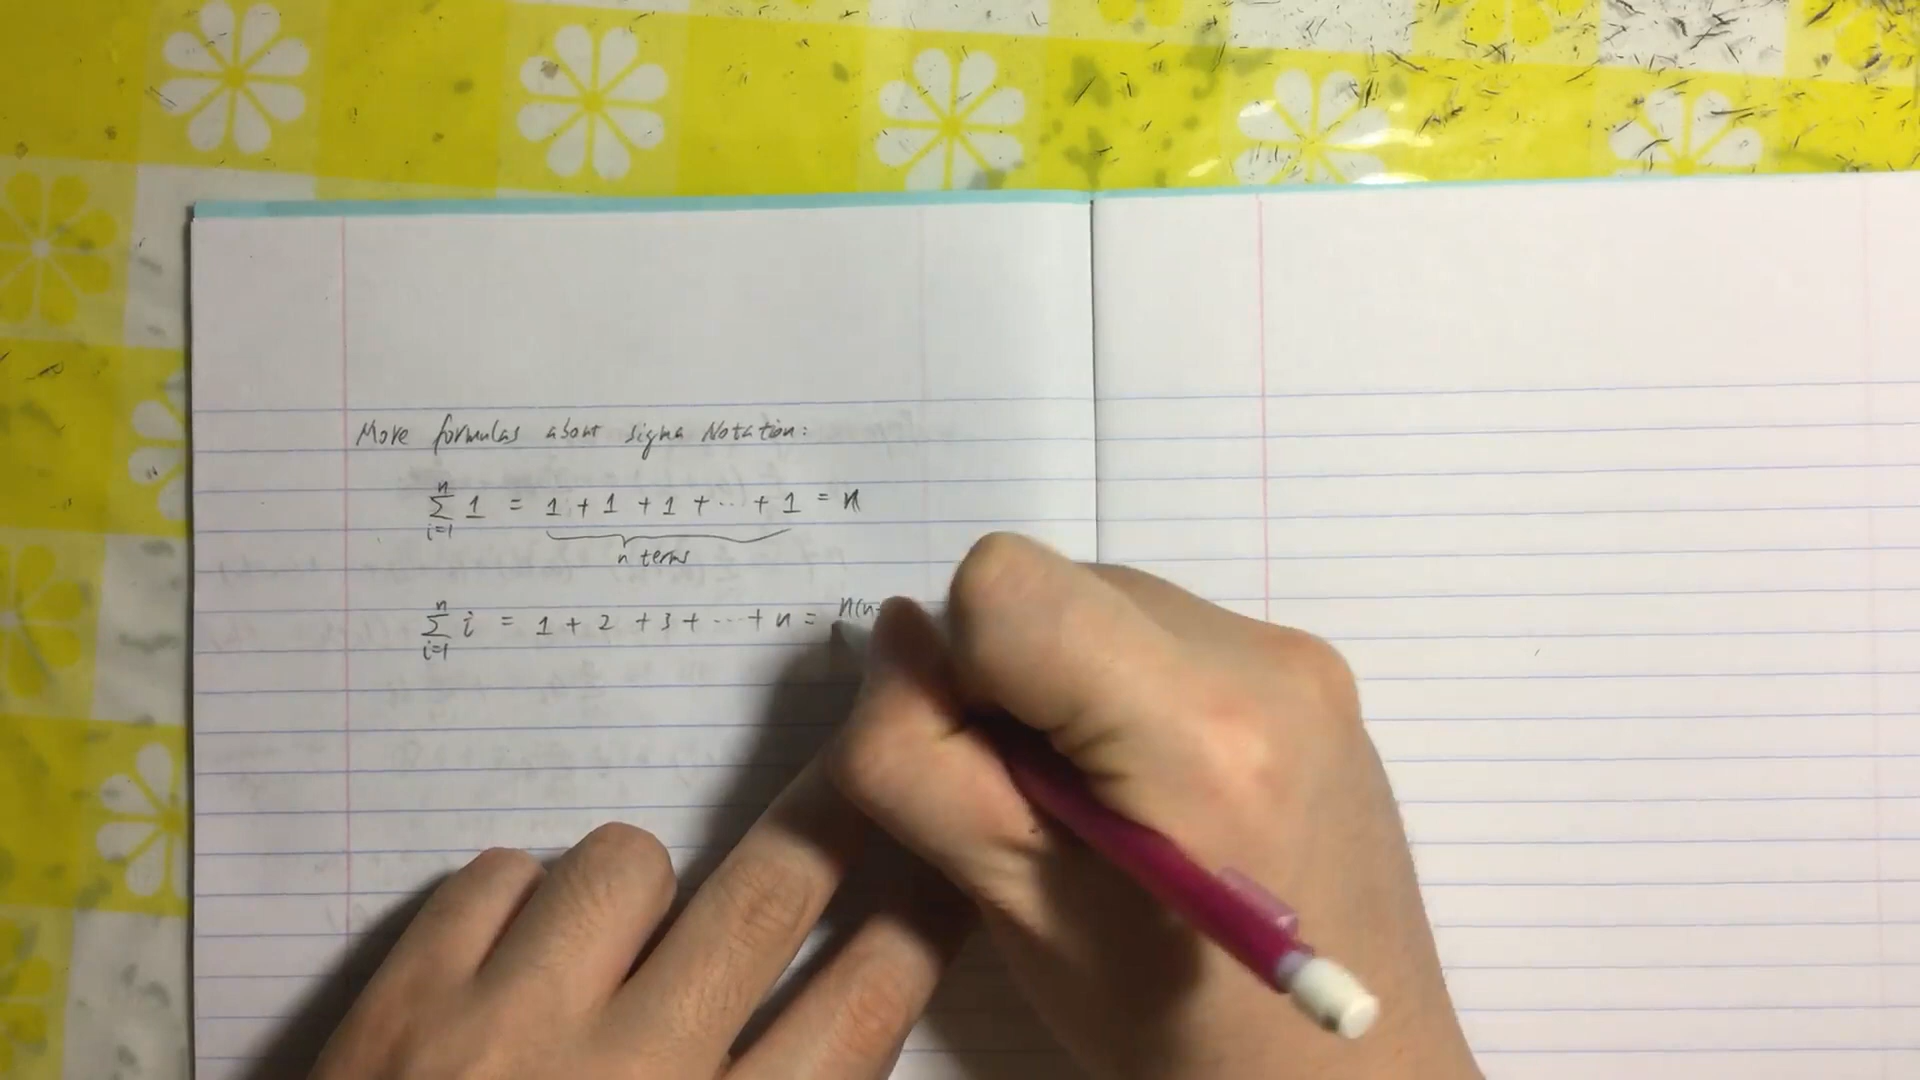 More formulas about sigma Notation:
n
∑ 1 = 1 + 1 + 1 + ... + 1 = n
i=1
n terms
n
∑ i = 1 + 2 + 3 + ... + n = n(n+
i=1